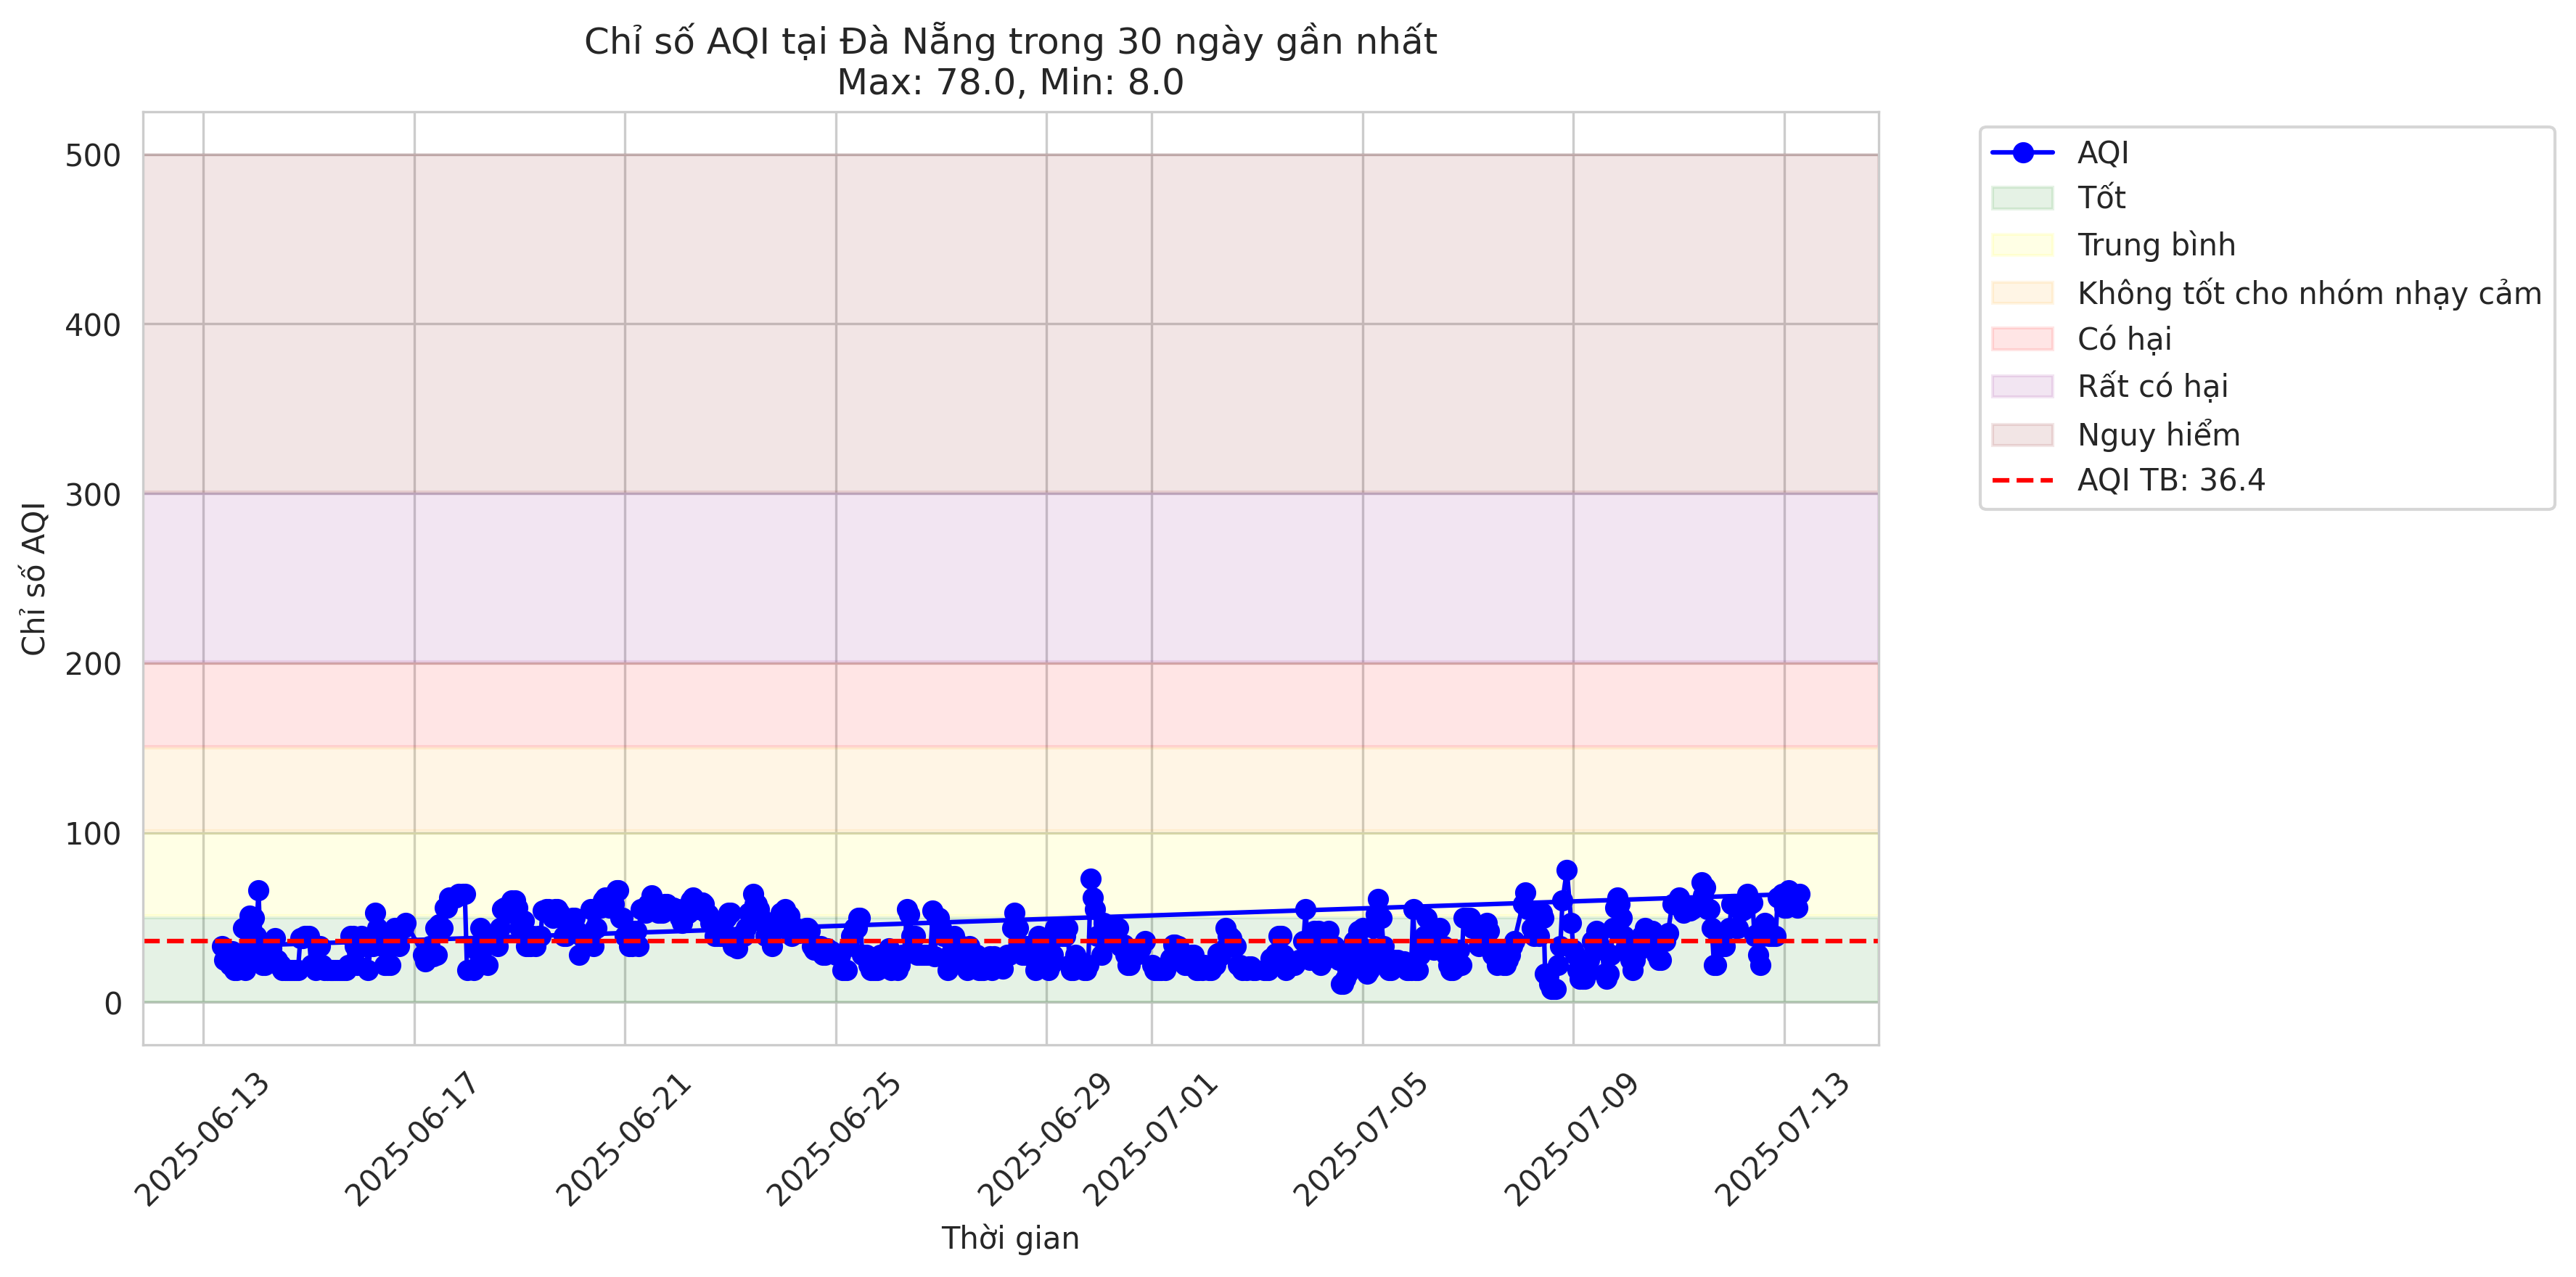 Chỉ số AQI tại Đà Nẵng trong 30 ngày gần nhất
Max: 78.0, Min: 8.0
Chỉ số AQI
500
400
300
200
100
0
2025-06-13
2025-06-17
2025-06-21
2025-06-25
2025-06-29
2025-07-01
2025-07-05
2025-07-09
2025-07-13
Thời gian
AQI
Tốt
Trung bình
Không tốt cho nhóm nhạy cảm
Có hại
Rất có hại
Nguy hiểm
AQI TB: 36.4